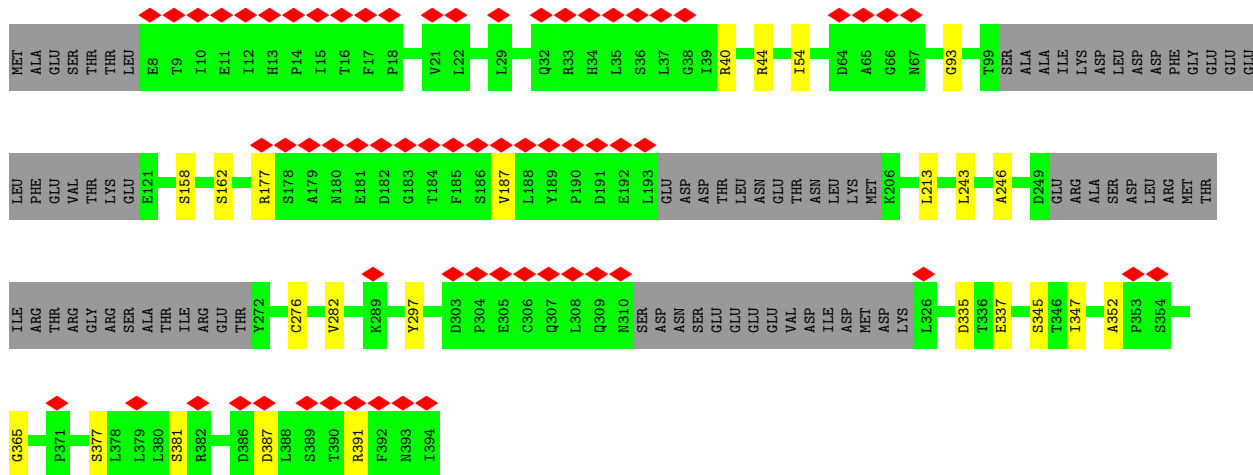 MET ALA GLU SER THR THR LEU E8 T9 I10 E11 I12 H13 P14 I15 T16 F17 P18 V21 L22 L29 Q32 R33 H34 L35 S36 L37 G38 I39 R40 R44 I54 D64 A65 G66 N67 G93 T99 SER ALA ALA ILE LYS ASP LEU ASP ASP PHE GLY GLU GLU GLU
LEU PHE GLU VAL THR LYS GLU E121 S158 S162 R177 S178 A179 N180 E181 D182 G183 T184 F185 S186 V187 L188 Y189 P190 D191 E192 L193 GLU ASP ASP THR LEU ASN GLU THR ASN LEU LYS MET K206 L213 L243 A246 D249 GLU ARG ALA SER ASP LEU ARG MET THR
ILE ARG THR ARG GLY ARG SER ALA THR ILE ARG GLU THR Y272 C276 V282 K289 Y297 D303 P304 E305 C306 Q307 L308 Q309 N310 SER ASP ASN SER GLU GLU GLU GLU VAL ASP ILE ASP MET ASP LYS L326 D335 T336 E337 S345 T346 I347 A352 P353 S354
G365 P371 S377 L378 L379 L380 S381 R382 D386 D387 L388 S389 T390 R391 F392 N393 I394